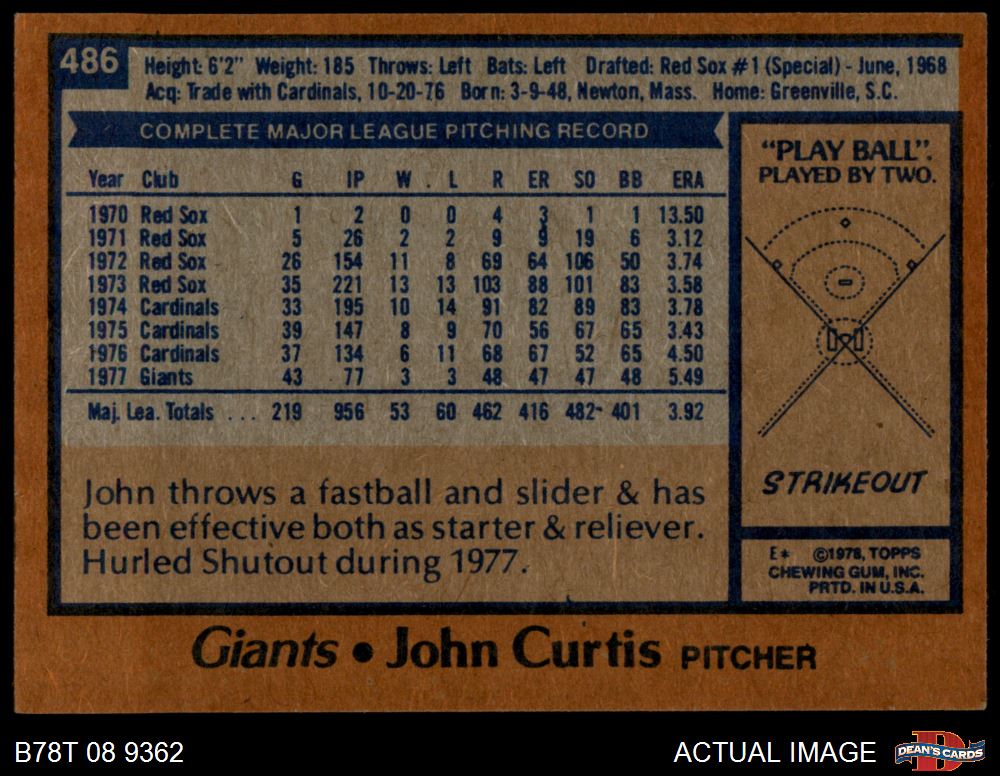 486
Height: 6'2" Weight: 185 Throws: Left Bats: Left Drafted: Red Sox #1 (Special) - June, 1968
Acq: Trade with Cardinals, 10-20-76 Born: 3-9-48, Newton, Mass. Home: Greenville, S.C.
COMPLETE MAJOR LEAGUE PITCHING RECORD
Year Club G IP W L R ER SO BB ERA
1970 Red Sox 1 2 0 0 4 3 1 1 13.50
1971 Red Sox 5 26 2 2 9 9 19 6 3.12
1972 Red Sox 26 154 11 8 69 64 106 50 3.74
1973 Red Sox 35 221 13 13 103 88 101 83 3.58
1974 Cardinals 33 195 10 14 91 82 89 83 3.78
1975 Cardinals 39 147 8 9 70 56 67 65 3.43
1976 Cardinals 37 134 6 11 68 67 52 65 4.50
1977 Giants 43 77 3 3 48 47 47 48 5.49
Maj. Lea. Totals ... 219 956 53 60 462 416 482 401 3.92
John throws a fastball and slider & has
been effective both as starter & reliever.
Hurled Shutout during 1977.
"PLAY BALL".
PLAYED BY TWO.
STRIKEOUT
E* ©1978, TOPPS
CHEWING GUM, INC.
PRTD. IN U.S.A.
Giants • John Curtis PITCHER
B78T 08 9362
ACTUAL IMAGE
D
DEAN'S CARDS